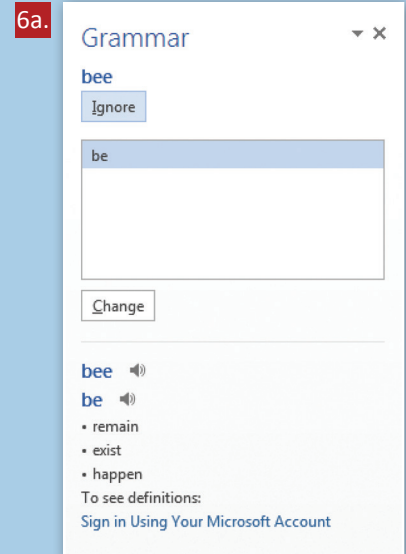 6a.
Grammar
bee
Ignore
be
Change
bee
be
• remain
• exist
• happen
To see definitions:
Sign in Using Your Microsoft Account